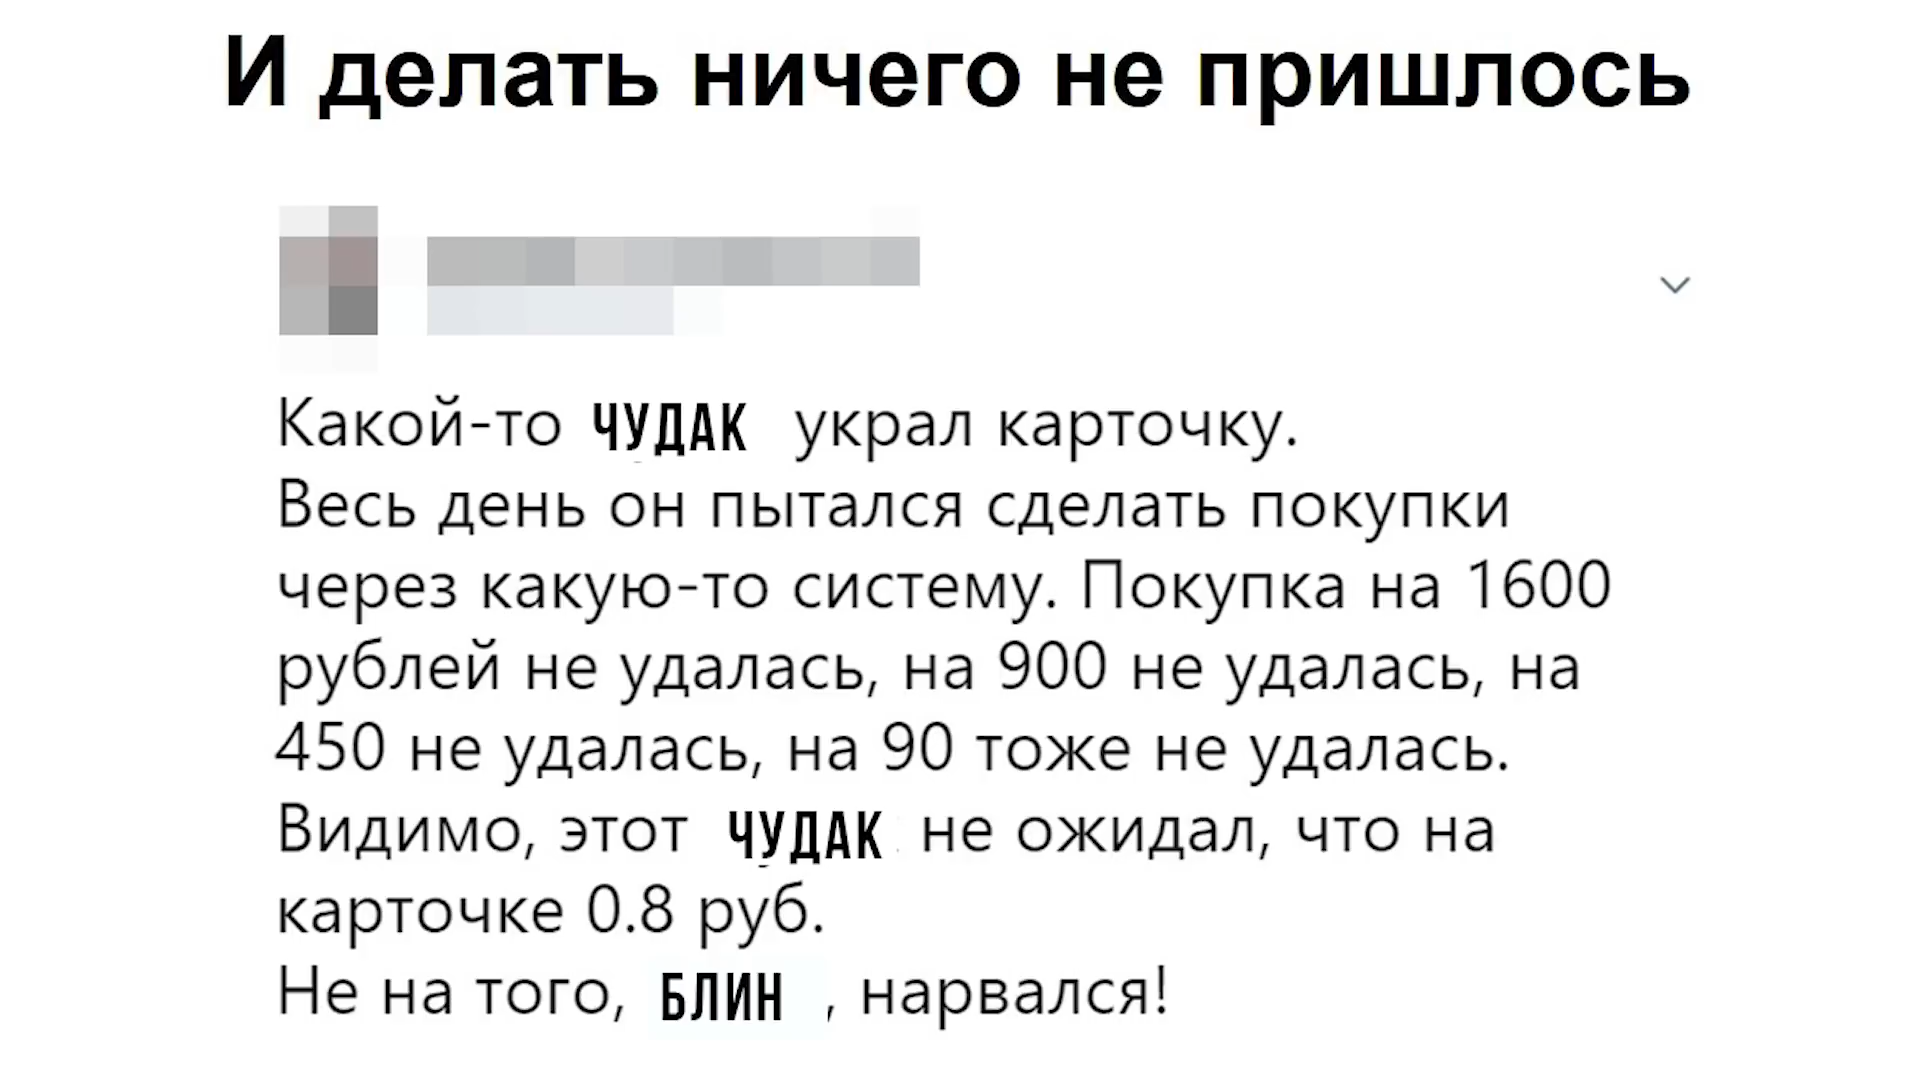 И делать ничего не пришлось
Какой-то ЧУДАК украл карточку.
Весь день он пытался сделать покупки
через какую-то систему. Покупка на 1600
рублей не удалась, на 900 не удалась, на
450 не удалась, на 90 тоже не удалась.
Видимо, этот ЧУДАК не ожидал, что на
карточке 0.8 руб.
Не на того, БЛИН , нарвался!